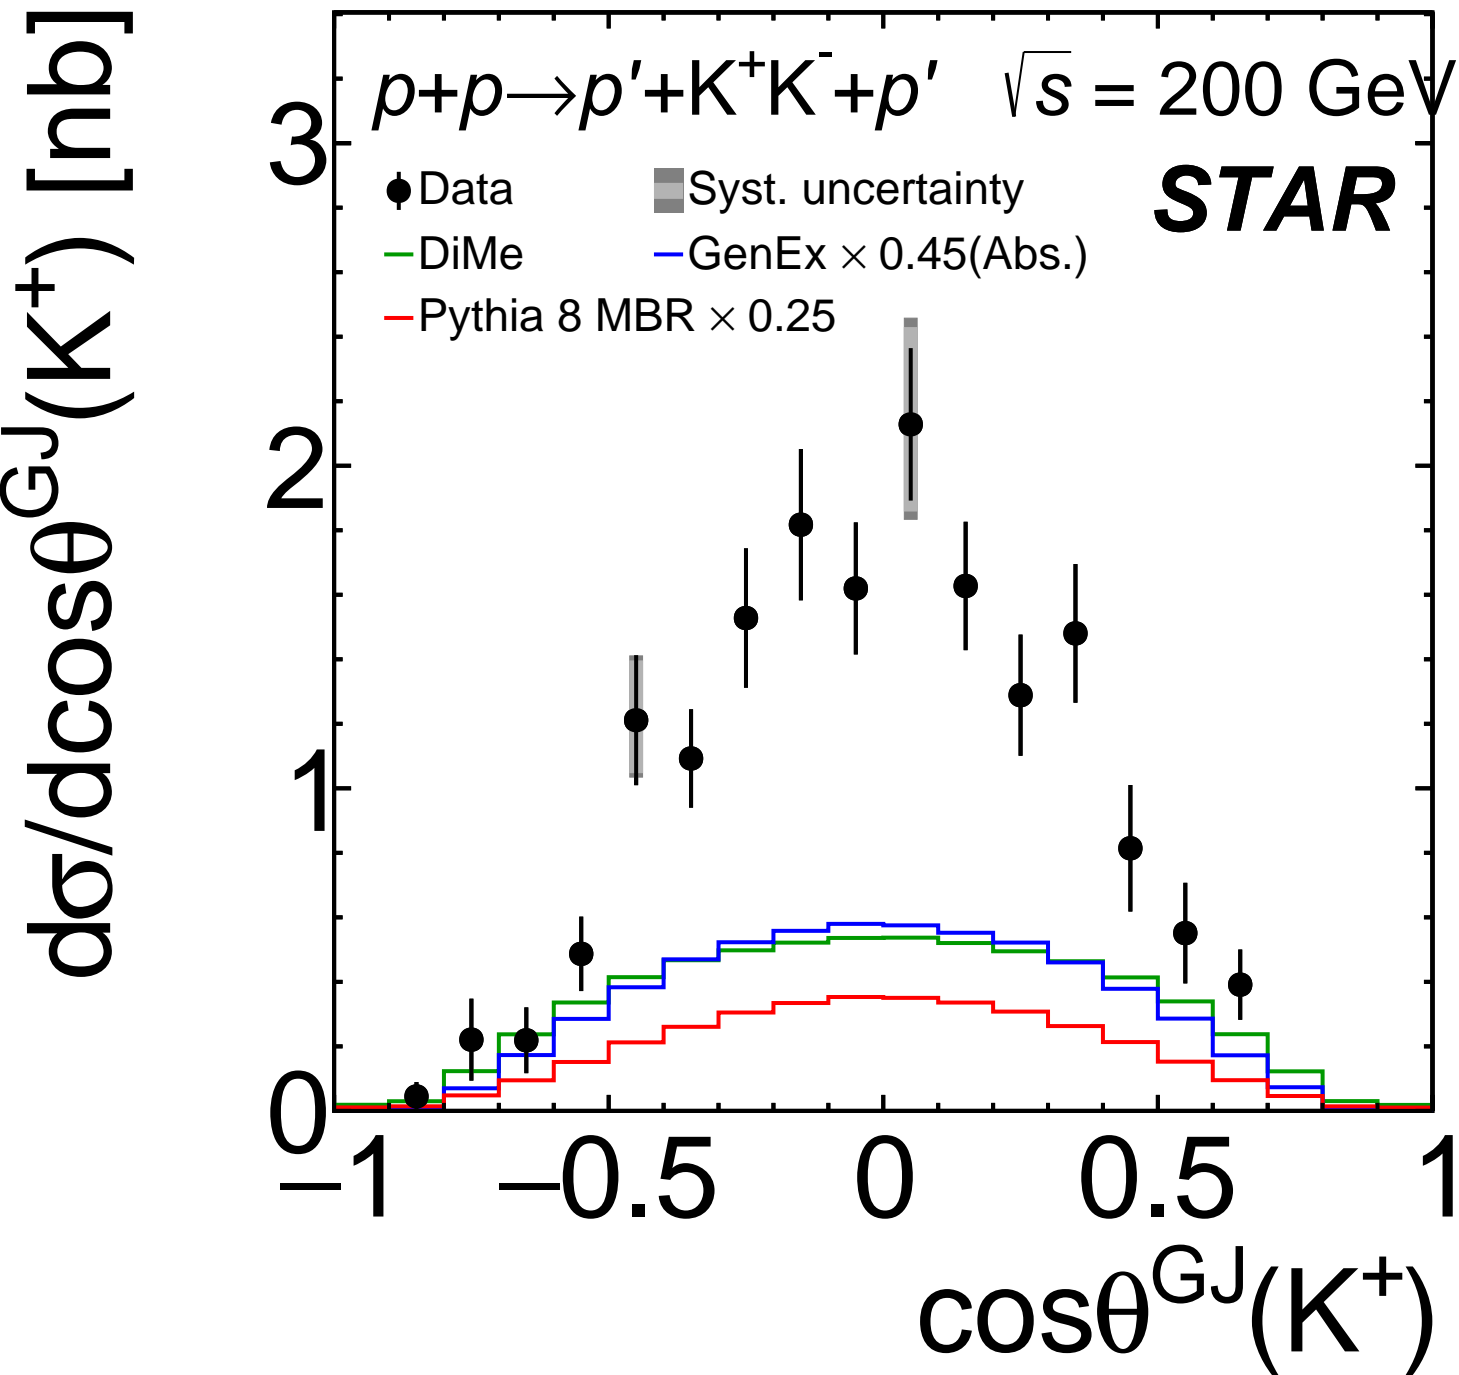 p+p→p′+K⁺K⁻+p′ √s = 200 GeV
Data Syst. uncertainty
STAR
DiMe GenEx × 0.45(Abs.)
Pythia 8 MBR × 0.25
dσ/dcosθ^GJ(K⁺) [nb]
3
2
1
0
−1 −0.5 0 0.5 1
cosθ^GJ(K⁺)